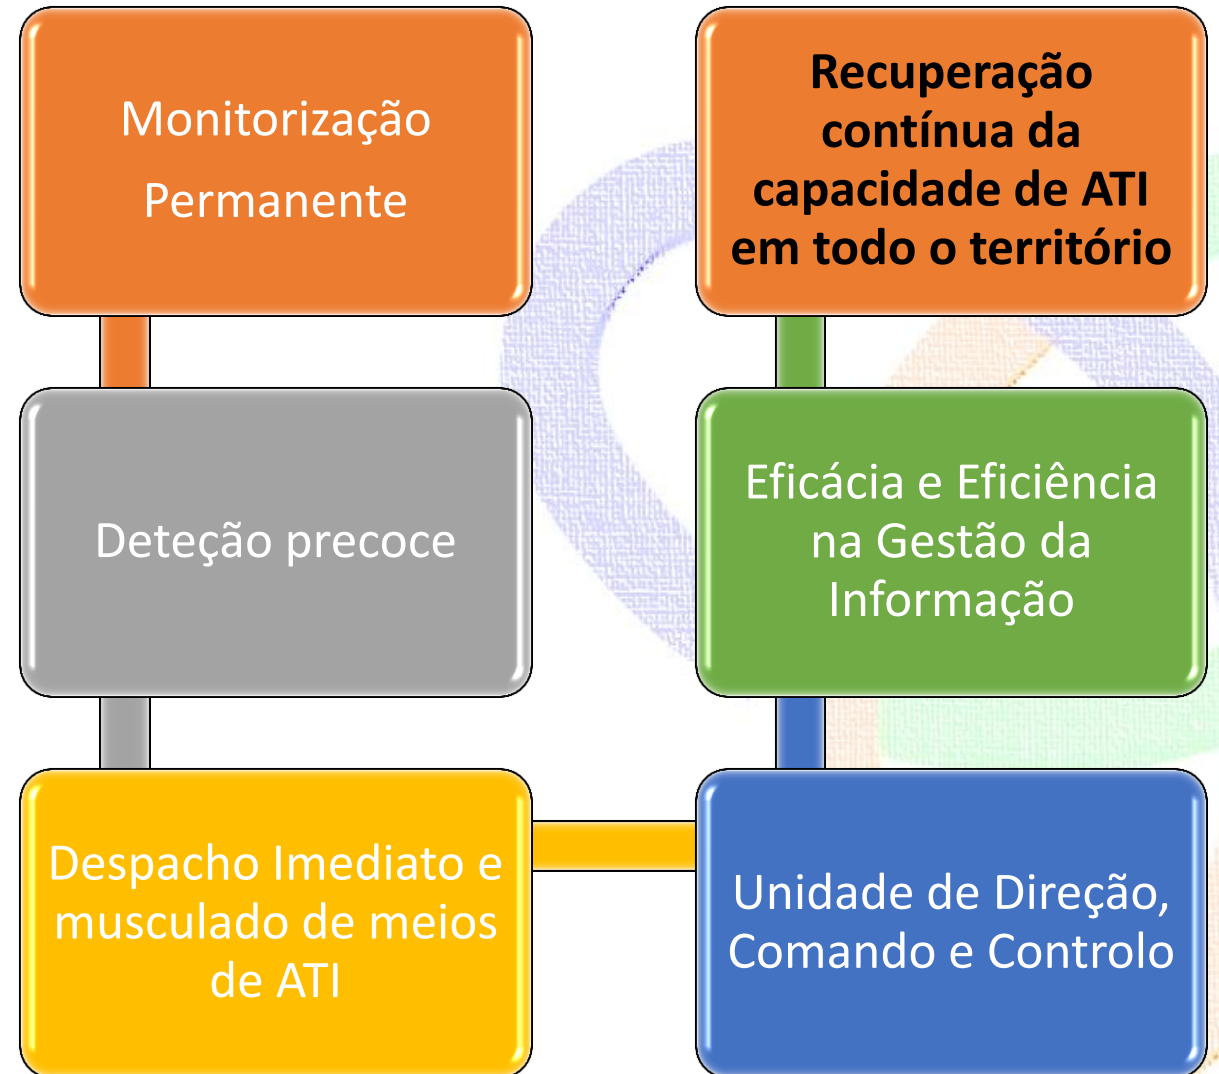 Monitorização
Permanente
Deteção precoce
Despacho Imediato e
musculado de meios
de ATI
Unidade de Direção,
Comando e Controlo
Eficácia e Eficiência
na Gestão da
Informação
Recuperação
contínua da
capacidade de ATI
em todo o território